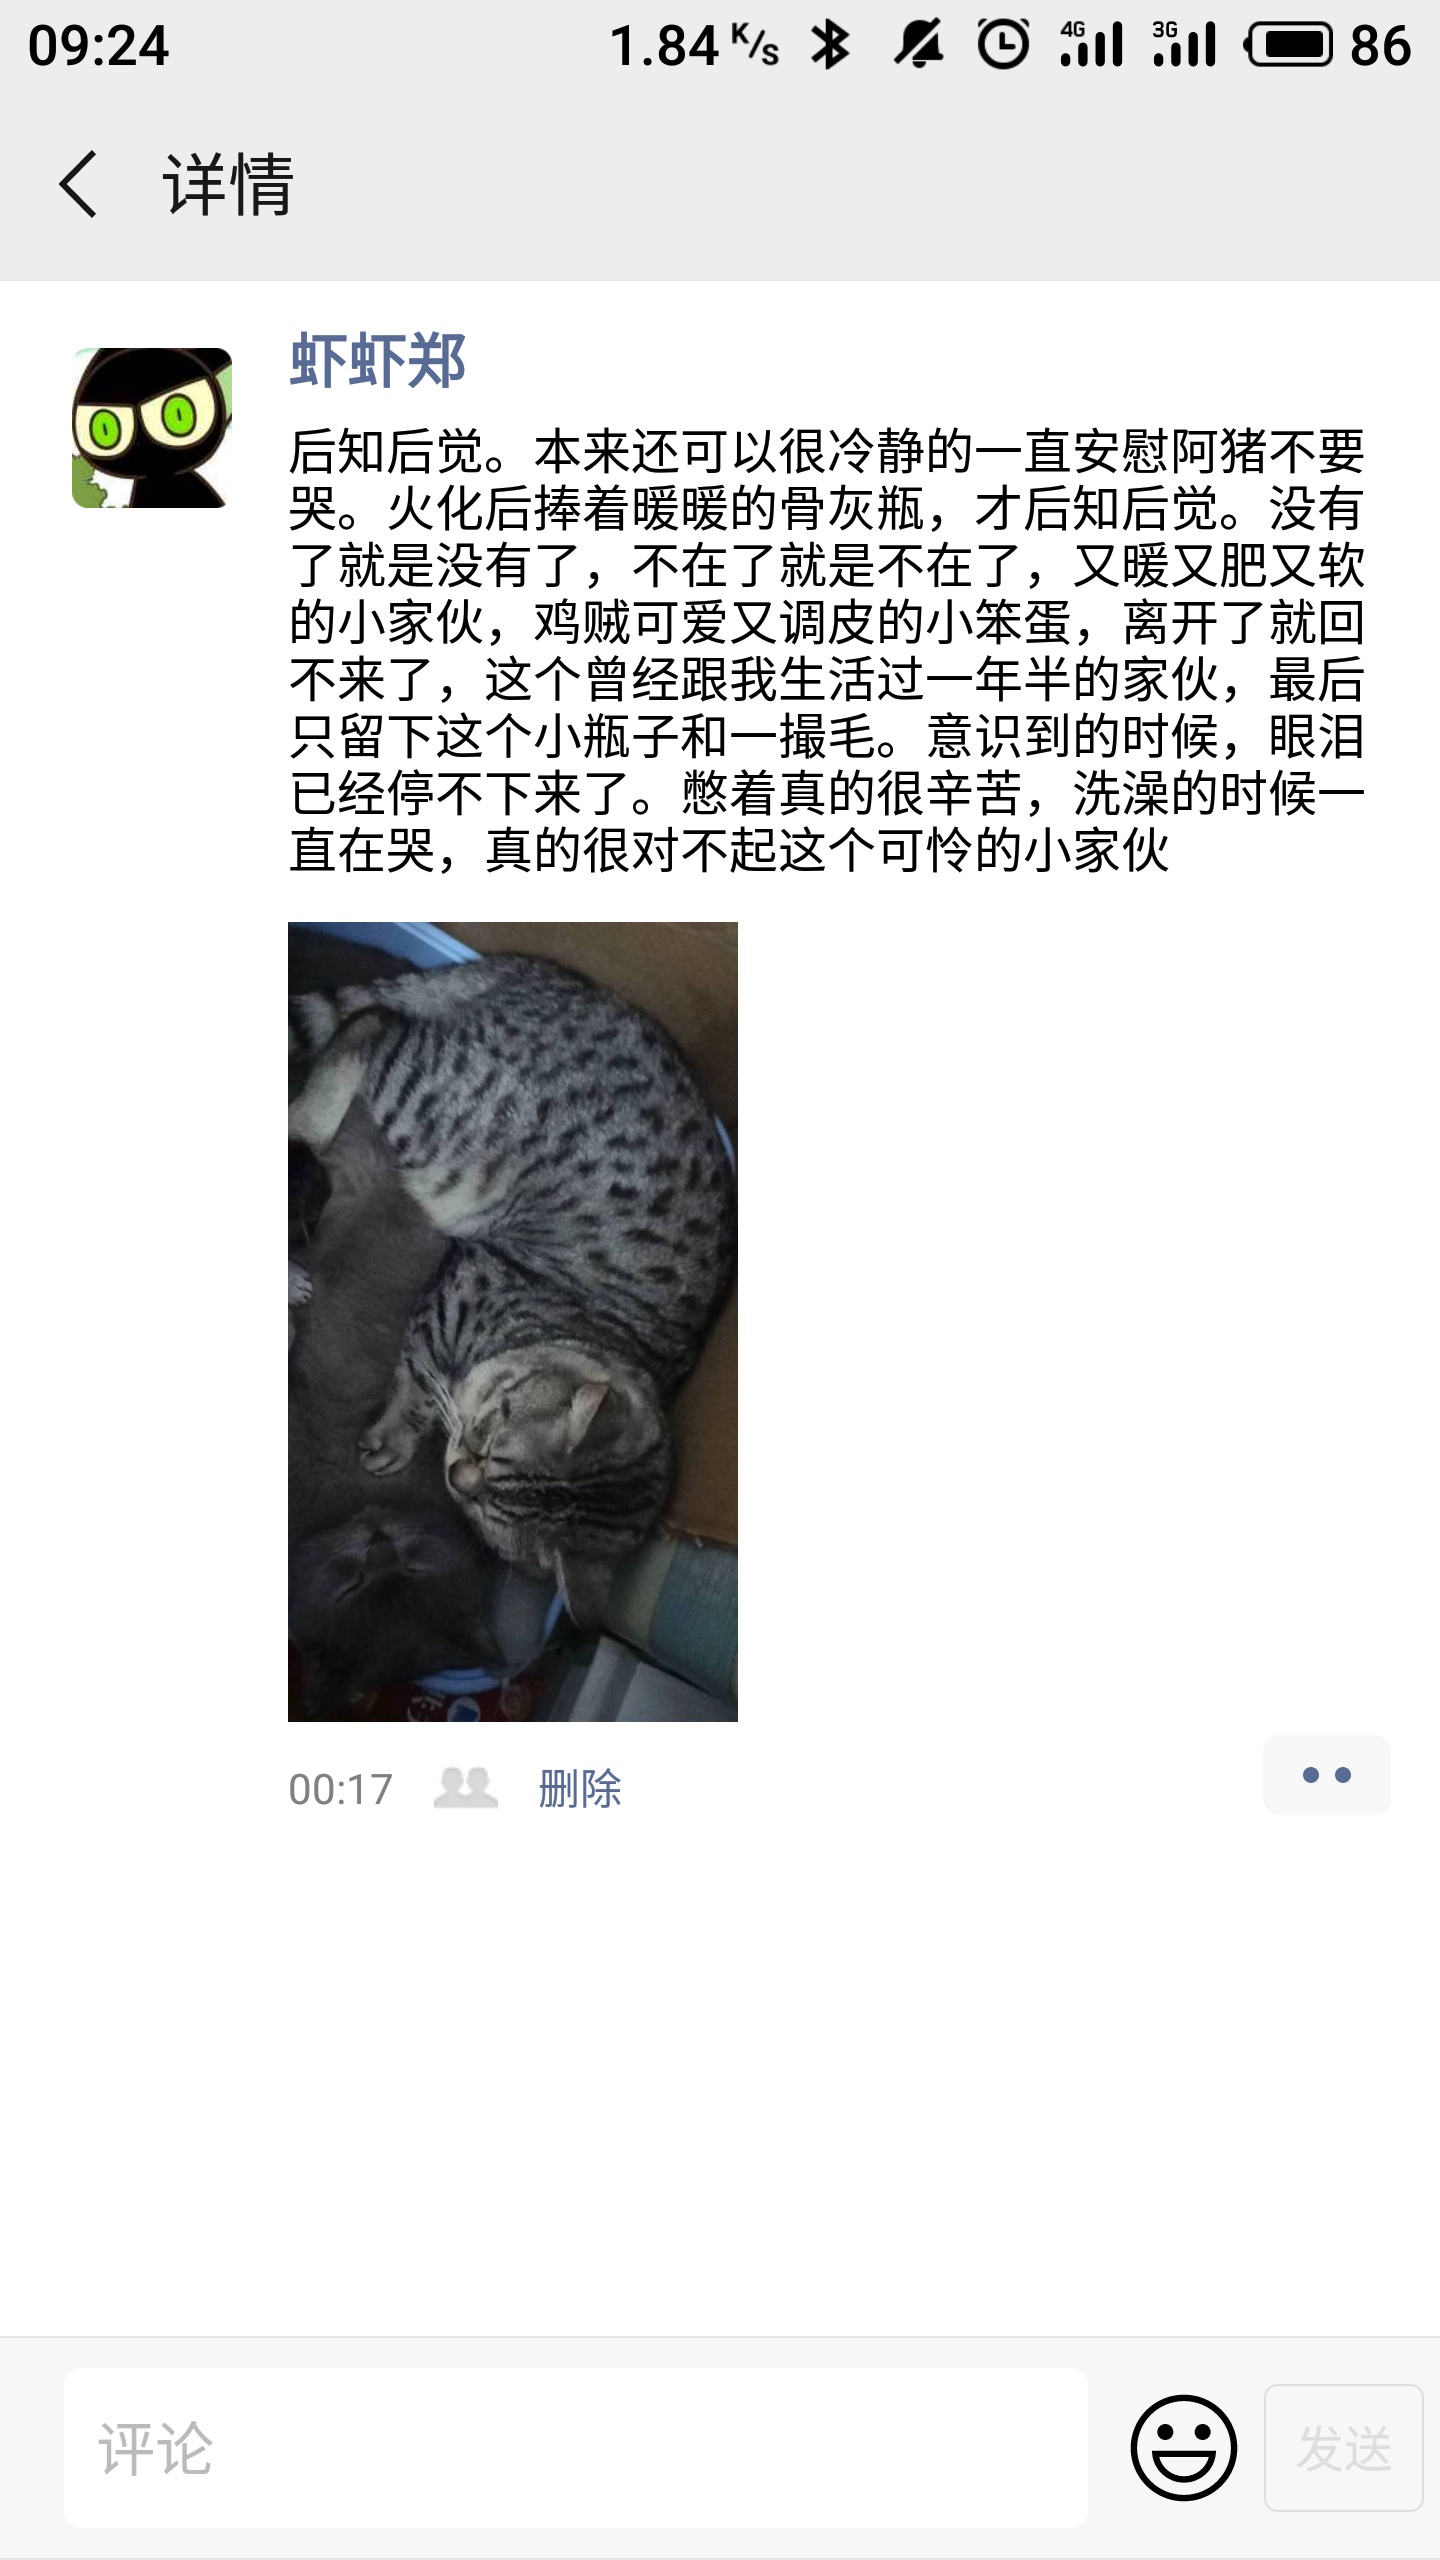 09:24 1.84 K/s 4G 3G 86
详情
虾虾郑
后知后觉。本来还可以很冷静的一直安慰阿猪不要
哭。火化后捧着暖暖的骨灰瓶，才后知后觉。没有
了就是没有了，不在了就是不在了，又暖又肥又软
的小家伙，鸡贼可爱又调皮的小笨蛋，离开了就回
不来了，这个曾经跟我生活过一年半的家伙，最后
只留下这个小瓶子和一撮毛。意识到的时候，眼泪
已经停不下来了。憋着真的很辛苦，洗澡的时候一
直在哭，真的很对不起这个可怜的小家伙
00:17 删除
评论 发送